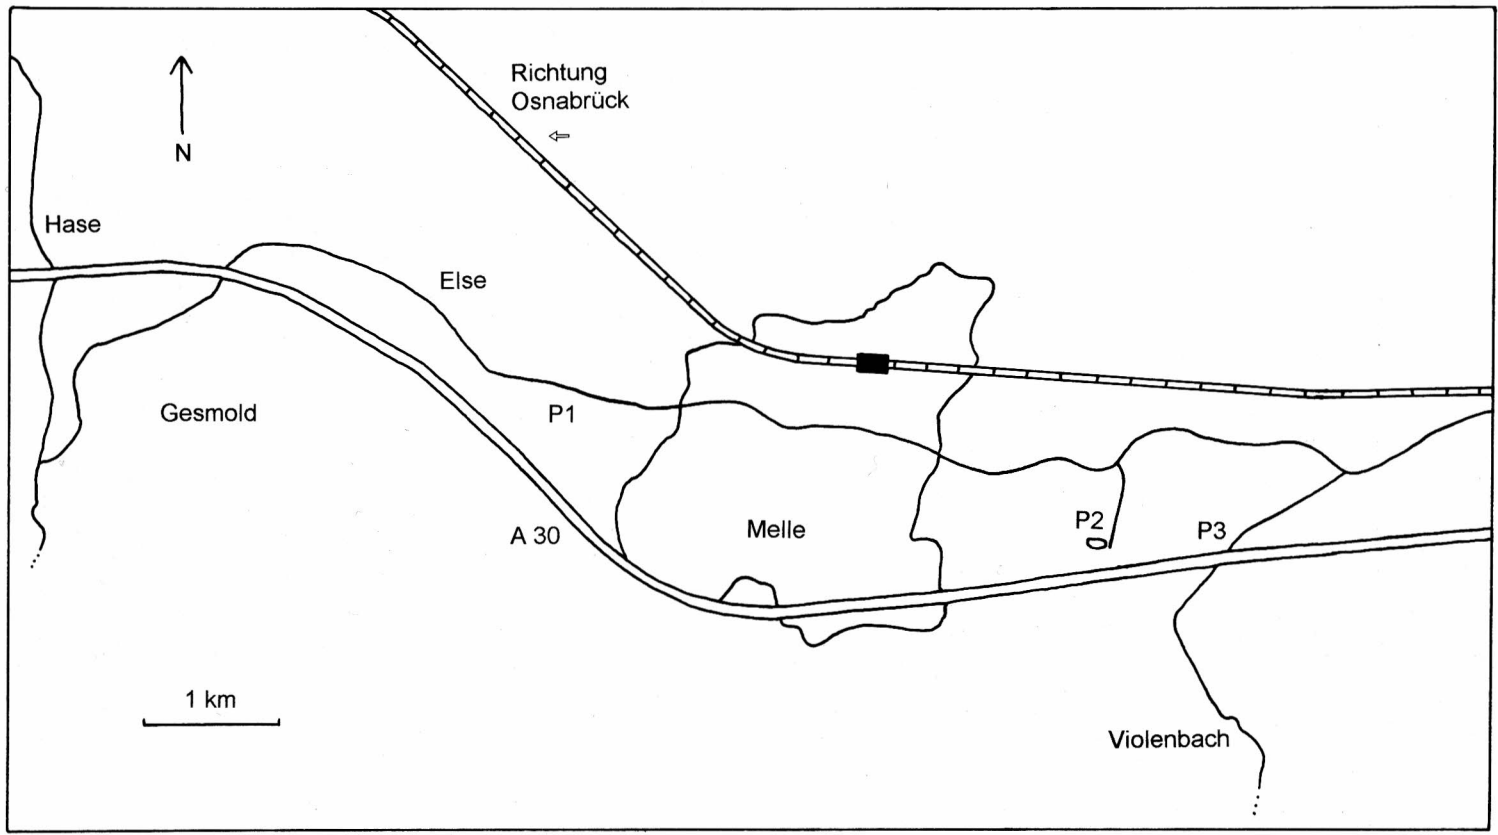 Richtung
Osnabrück
N
Hase
Else
P1
Gesmold
A 30
Melle
P2
P3
1 km
Violenbach